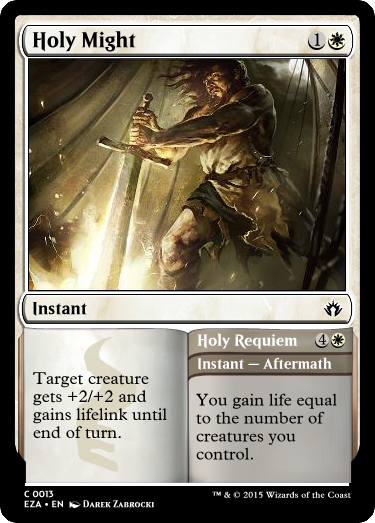 Holy Might 1
Instant
Target creature
gets +2/+2 and
gains lifelink until
end of turn.
Holy Requiem 4
Instant — Aftermath
You gain life equal
to the number of
creatures you
control.
C 0013
EZA • EN Darek Zabrocki
™ & © 2015 Wizards of the Coast